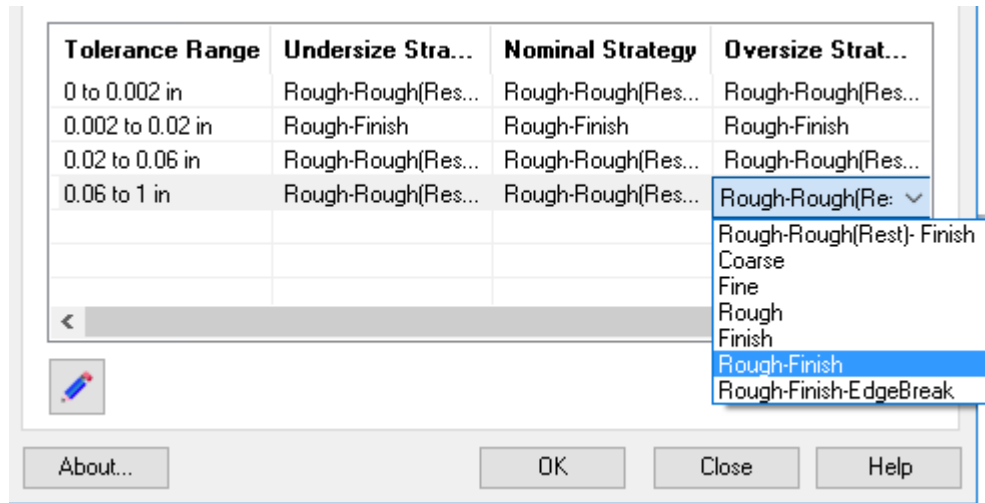 Tolerance Range Undersize Stra... Nominal Strategy Oversize Strat...
0 to 0.002 in Rough-Rough(Res... Rough-Rough(Res... Rough-Rough(Res...
0.002 to 0.02 in Rough-Finish Rough-Finish Rough-Finish
0.02 to 0.06 in Rough-Rough(Res... Rough-Rough(Res... Rough-Rough(Res...
0.06 to 1 in Rough-Rough(Res... Rough-Rough(Res... Rough-Rough(Re:
Rough-Rough(Rest)- Finish
Coarse
Fine
Rough
Finish
Rough-Finish
Rough-Finish-EdgeBreak
About... OK Close Help